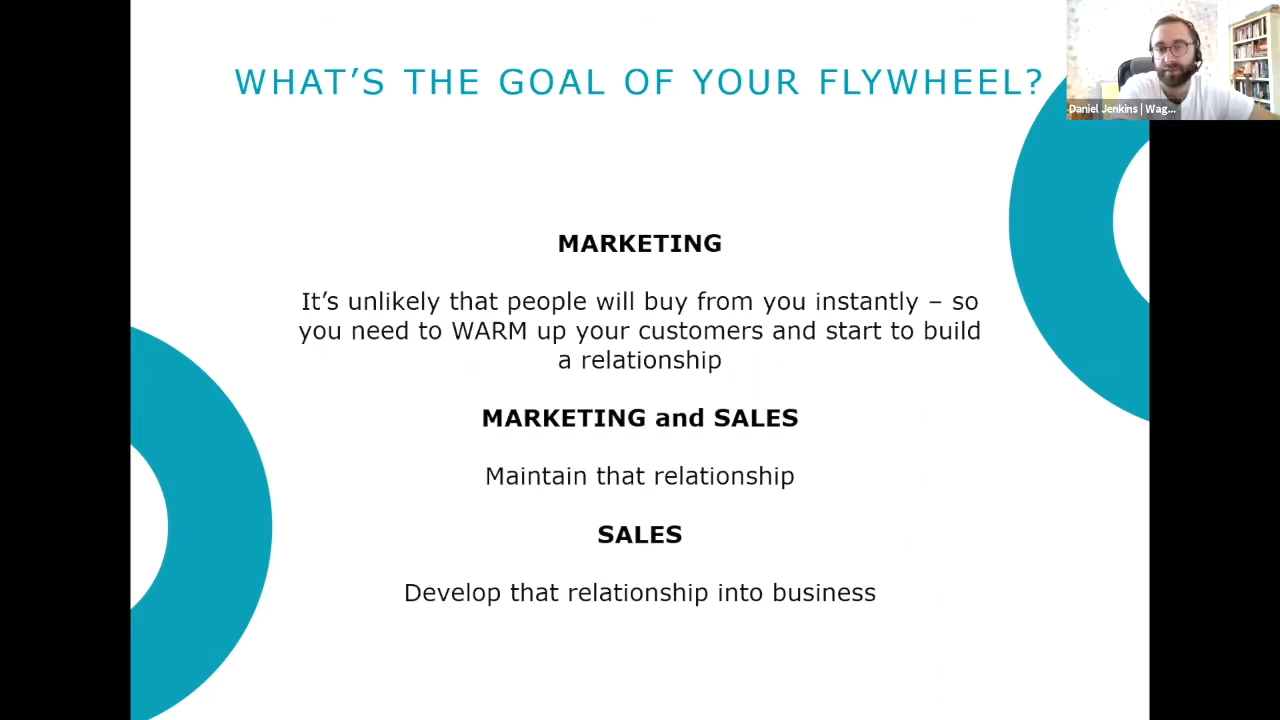 WHAT’S THE GOAL OF YOUR FLYWHEEL?
Daniel Jenkins | Wag...
MARKETING
It’s unlikely that people will buy from you instantly – so
you need to WARM up your customers and start to build
a relationship
MARKETING and SALES
Maintain that relationship
SALES
Develop that relationship into business